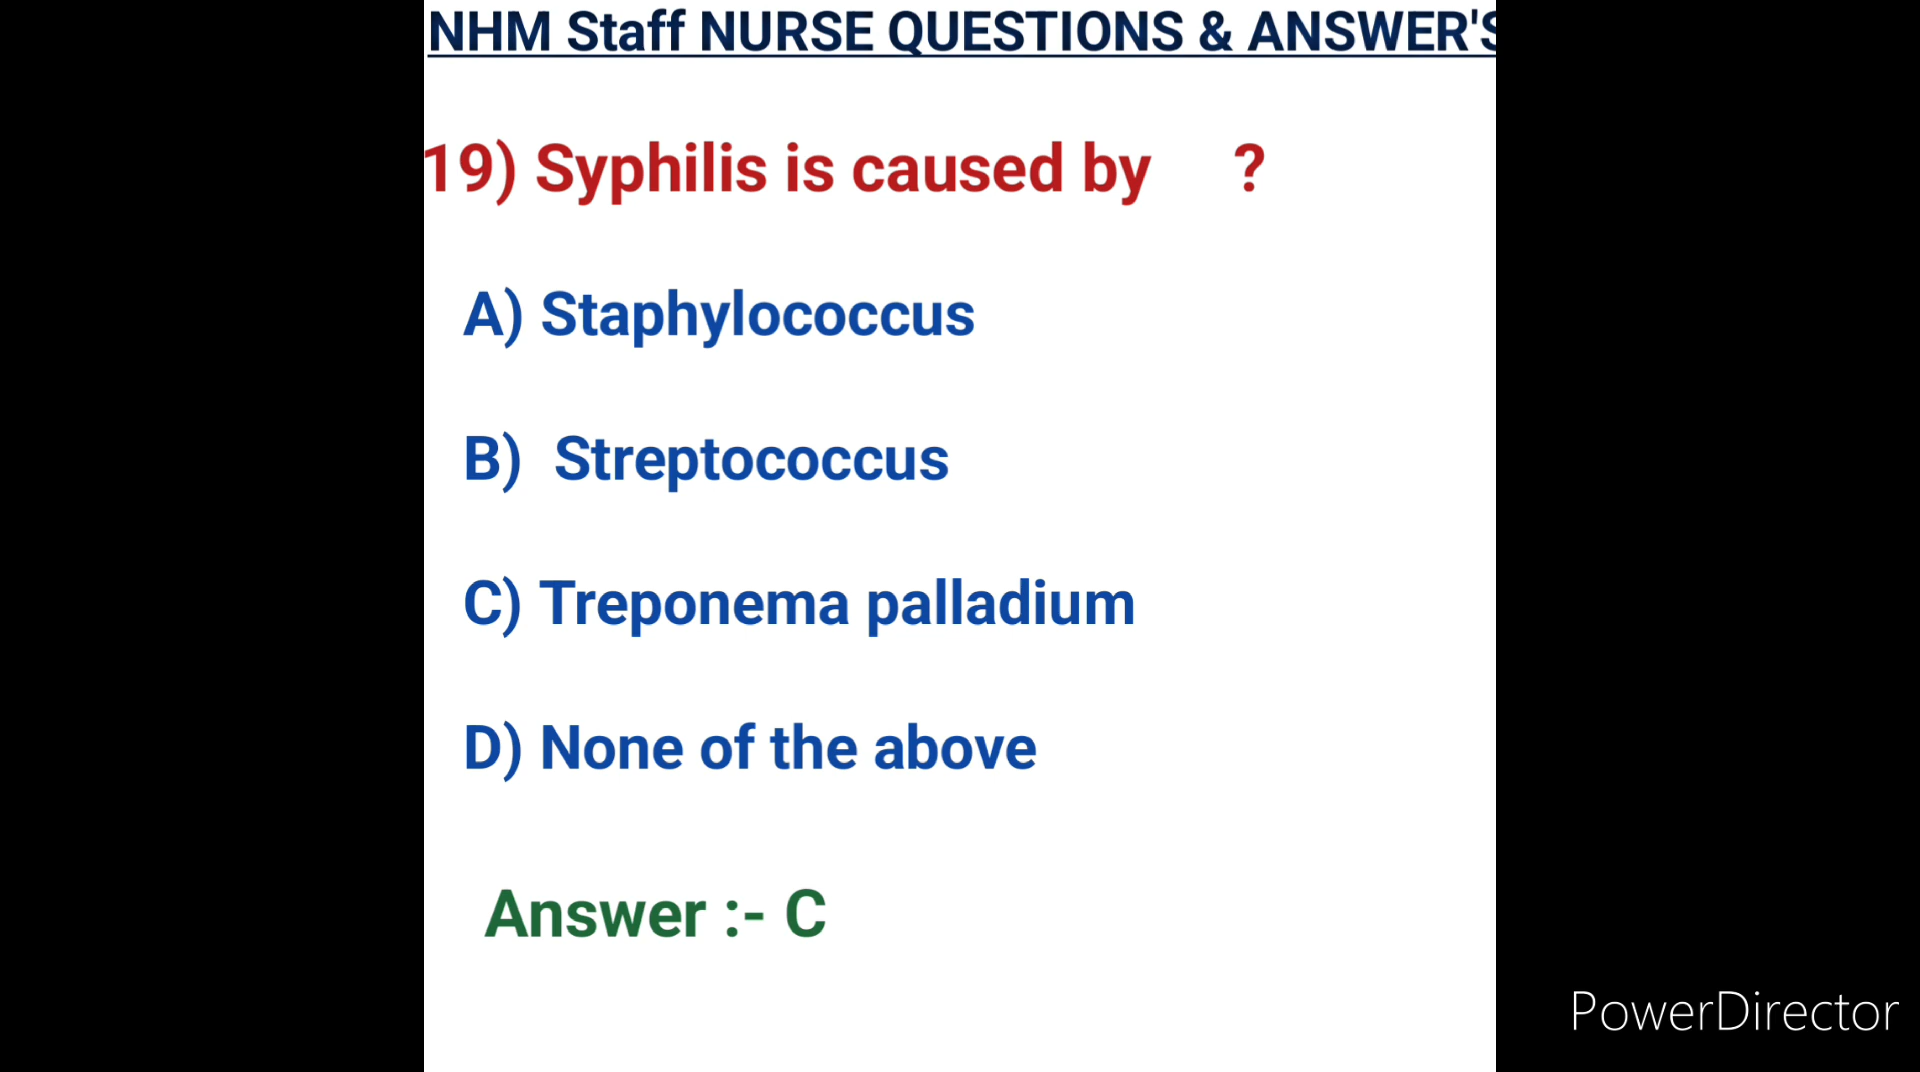 NHM Staff NURSE QUESTIONS & ANSWER'S
19) Syphilis is caused by ?
A) Staphylococcus
B) Streptococcus
C) Treponema palladium
D) None of the above
Answer :- C
PowerDirector